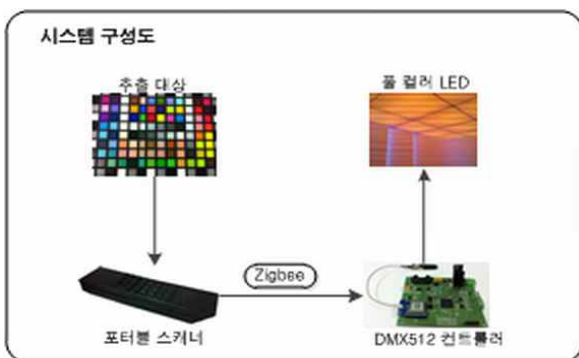 시스템 구성도
추출 대상
풀 컬러 LED
Zigbee
포터블 스캐너
DMX512 컨트롤러